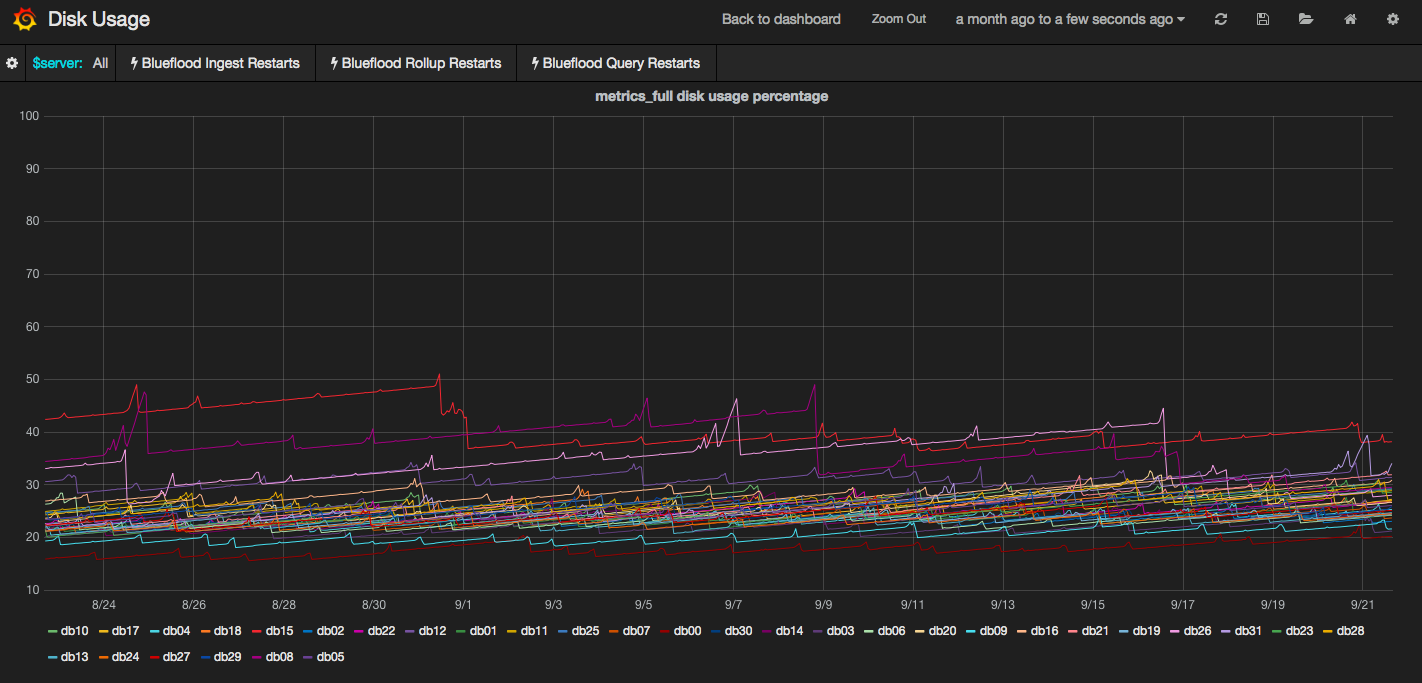 Disk Usage Back to dashboard Zoom Out a month ago to a few seconds ago
$server: All Blueflood Ingest Restarts Blueflood Rollup Restarts Blueflood Query Restarts
metrics_full disk usage percentage
100
90
80
70
60
50
40
30
20
10
8/24 8/26 8/28 8/30 9/1 9/3 9/5 9/7 9/9 9/11 9/13 9/15 9/17 9/19 9/21
db10 db17 db04 db18 db15 db02 db22 db12 db01 db11 db25 db07 db00 db30 db14 db03 db06 db20 db09 db16 db21 db19 db26 db31 db23 db28
db13 db24 db27 db29 db08 db05